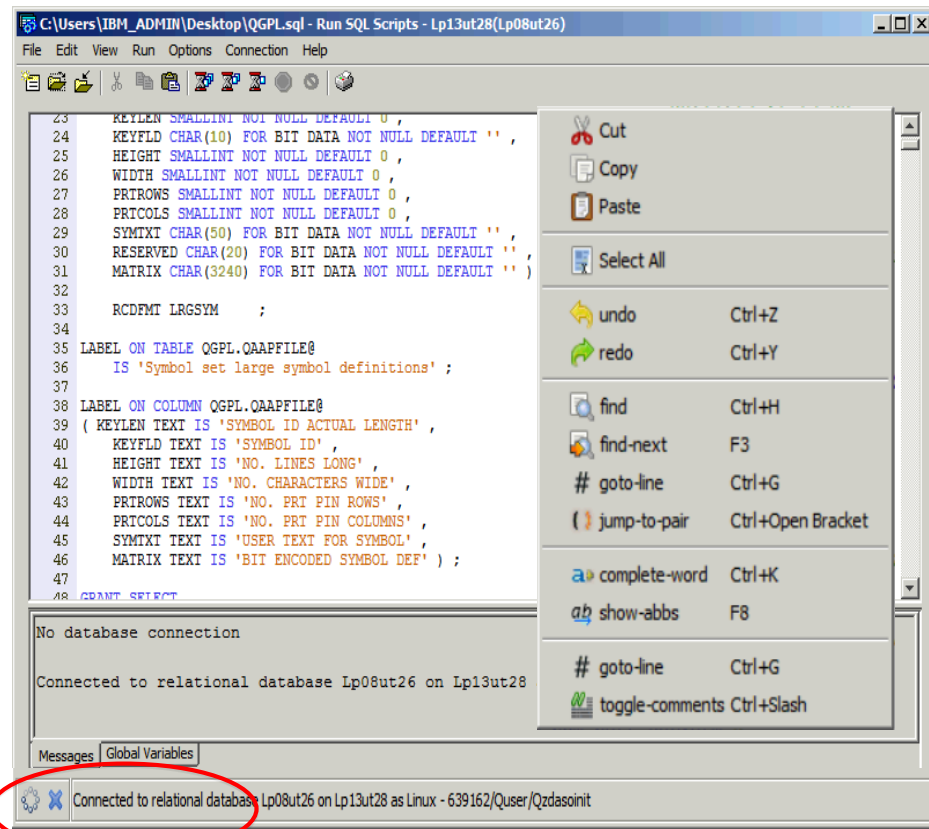 C:\Users\IBM_ADMIN\Desktop\QGPL.sql - Run SQL Scripts - Lp13ut28(Lp08ut26)
File Edit View Run Options Connection Help
23 KEYLEN SMALLINT NOT NULL DEFAULT 0 ,
24 KEYFLD CHAR(10) FOR BIT DATA NOT NULL DEFAULT '' ,
25 HEIGHT SMALLINT NOT NULL DEFAULT 0 ,
26 WIDTH SMALLINT NOT NULL DEFAULT 0 ,
27 PRTROWS SMALLINT NOT NULL DEFAULT 0 ,
28 PRTCOLS SMALLINT NOT NULL DEFAULT 0 ,
29 SYMTXT CHAR(50) FOR BIT DATA NOT NULL DEFAULT '' ,
30 RESERVED CHAR(20) FOR BIT DATA NOT NULL DEFAULT '' ,
31 MATRIX CHAR(3240) FOR BIT DATA NOT NULL DEFAULT '' )
32
33 RCDFMT LRGSYM ;
34
35 LABEL ON TABLE QGPL.QAAPFILE@
36 IS 'Symbol set large symbol definitions' ;
37
38 LABEL ON COLUMN QGPL.QAAPFILE@
39 ( KEYLEN TEXT IS 'SYMBOL ID ACTUAL LENGTH' ,
40 KEYFLD TEXT IS 'SYMBOL ID' ,
41 HEIGHT TEXT IS 'NO. LINES LONG' ,
42 WIDTH TEXT IS 'NO. CHARACTERS WIDE' ,
43 PRTROWS TEXT IS 'NO. PRT PIN ROWS' ,
44 PRTCOLS TEXT IS 'NO. PRT PIN COLUMNS' ,
45 SYMTXT TEXT IS 'USER TEXT FOR SYMBOL' ,
46 MATRIX TEXT IS 'BIT ENCODED SYMBOL DEF' ) ;
47
48 GRANT SELECT
Cut
Copy
Paste
Select All
undo Ctrl+Z
redo Ctrl+Y
find Ctrl+H
find-next F3
# goto-line Ctrl+G
jump-to-pair Ctrl+Open Bracket
complete-word Ctrl+K
show-abbs F8
# goto-line Ctrl+G
toggle-comments Ctrl+Slash
No database connection
Connected to relational database Lp08ut26 on Lp13ut28
Messages Global Variables
Connected to relational database Lp08ut26 on Lp13ut28 as Linux - 639162/Quser/Qzdasoinit